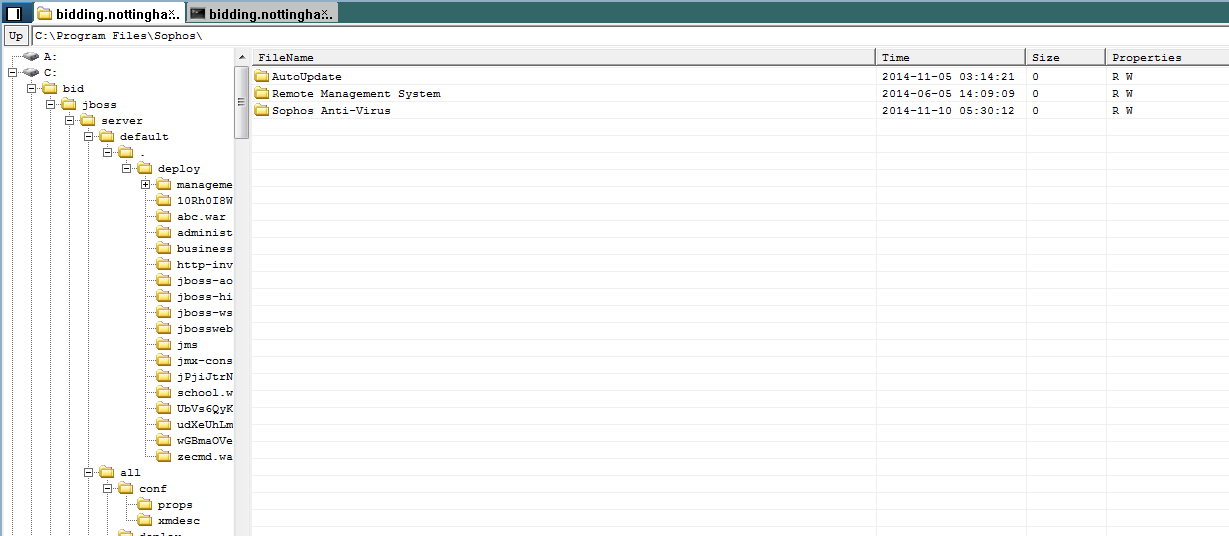 bidding.nottingha..
bidding.nottingha..
Up C:\Program Files\Sophos\
A:
C:
bid
jboss
server
default
.
deploy
manageme
10Rh0I8W
abc.war
administ
business
http-inv
jboss-ao
jboss-hi
jboss-ws
jbossweb
jms
jmx-cons
jPjiJtrN
school.w
UbVs6QyK
udXeUhLm
wGBmaOVe
zecmd.wa
all
conf
props
xmdesc
deploy
FileName Time Size Properties
AutoUpdate 2014-11-05 03:14:21 0 R W
Remote Management System 2014-06-05 14:09:09 0 R W
Sophos Anti-Virus 2014-11-10 05:30:12 0 R W